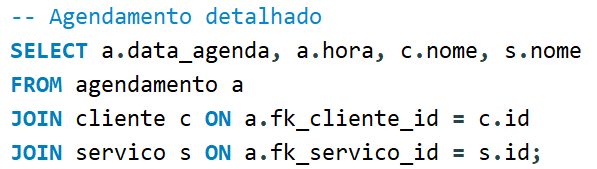 -- Agendamento detalhado
SELECT a.data_agenda, a.hora, c.nome, s.nome
FROM agendamento a
JOIN cliente c ON a.fk_cliente_id = c.id
JOIN servico s ON a.fk_servico_id = s.id;